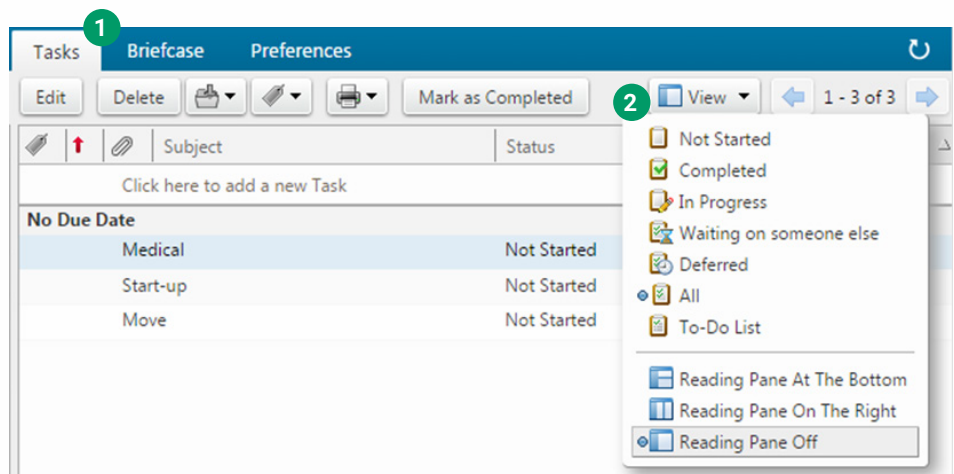 1
Tasks Briefcase Preferences
Edit Delete Mark as Completed 2 View 1 - 3 of 3
Subject Status
Click here to add a new Task
No Due Date
Medical Not Started
Start-up Not Started
Move Not Started
Not Started
Completed
In Progress
Waiting on someone else
Deferred
All
To-Do List
Reading Pane At The Bottom
Reading Pane On The Right
Reading Pane Off